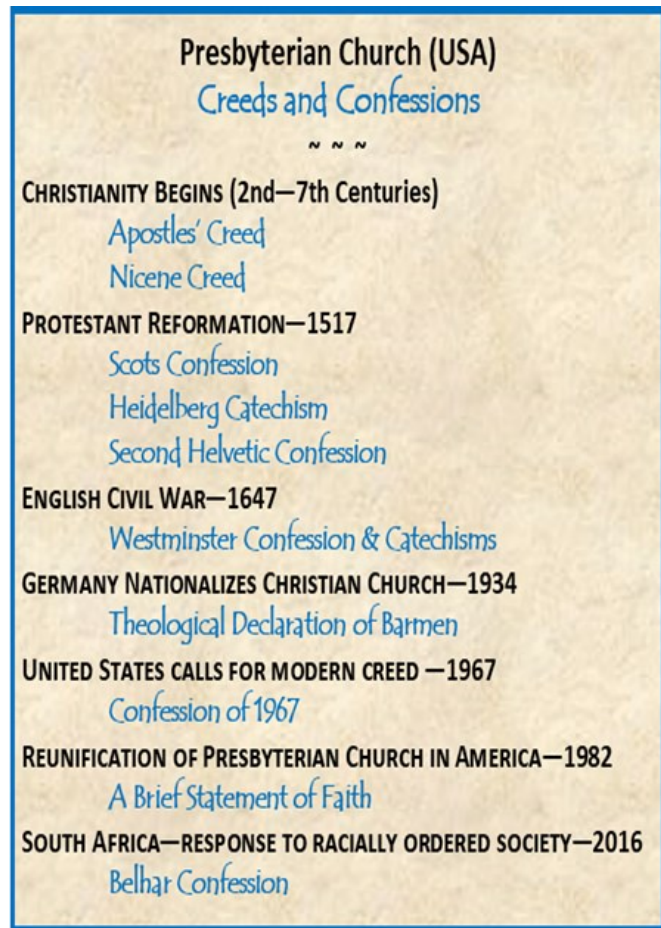 Presbyterian Church (USA)
Creeds and Confessions
~ ~ ~
CHRISTIANITY BEGINS (2nd—7th Centuries)
Apostles' Creed
Nicene Creed
PROTESTANT REFORMATION—1517
Scots Confession
Heidelberg Catechism
Second Helvetic Confession
ENGLISH CIVIL WAR—1647
Westminster Confession & Catechisms
GERMANY NATIONALIZES CHRISTIAN CHURCH—1934
Theological Declaration of Barmen
UNITED STATES CALLS FOR MODERN CREED —1967
Confession of 1967
REUNIFICATION OF PRESBYTERIAN CHURCH IN AMERICA—1982
A Brief Statement of Faith
SOUTH AFRICA—RESPONSE TO RACIALLY ORDERED SOCIETY—2016
Belhar Confession